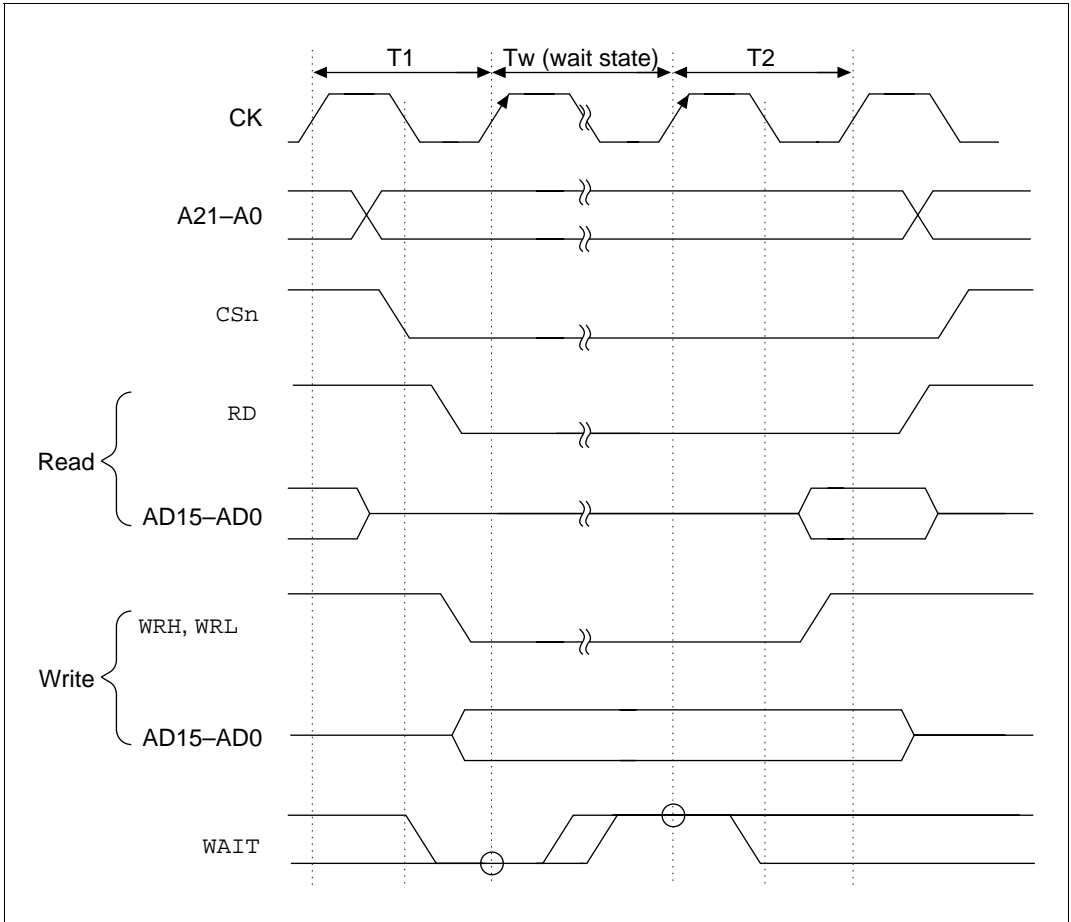 T1 Tw (wait state) T2
CK
A21–A0
CSn
RD
Read
AD15–AD0
WRH, WRL
Write
AD15–AD0
WAIT